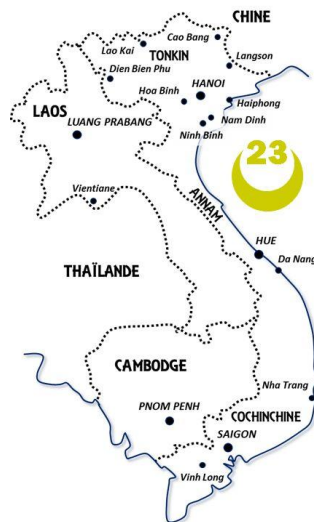 CHINE
Cao Bang
Lao Kai
TONKIN
Langson
Dien Bien Phu
Hoa Binh
HANOI
Haiphong
LAOS
Nam Dinh
LUANG PRABANG
Ninh Binh
23
Vientiane
ANNAM
HUE
THAÏLANDE
Da Nang
CAMBODGE
Nha Trang
PNOM PENH
COCHINCHINE
SAIGON
Vinh Long